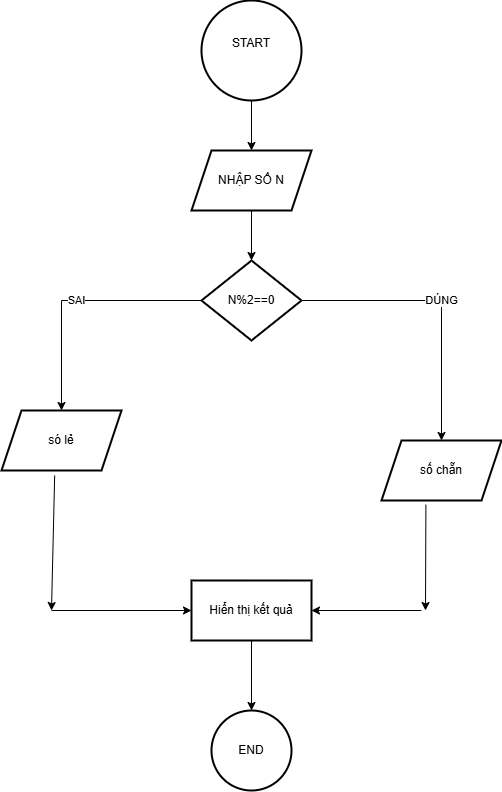 START
NHẬP SỐ N
N%2==0
SAI
DÚNG
só lẻ
số chẵn
Hiển thị kết quả
END